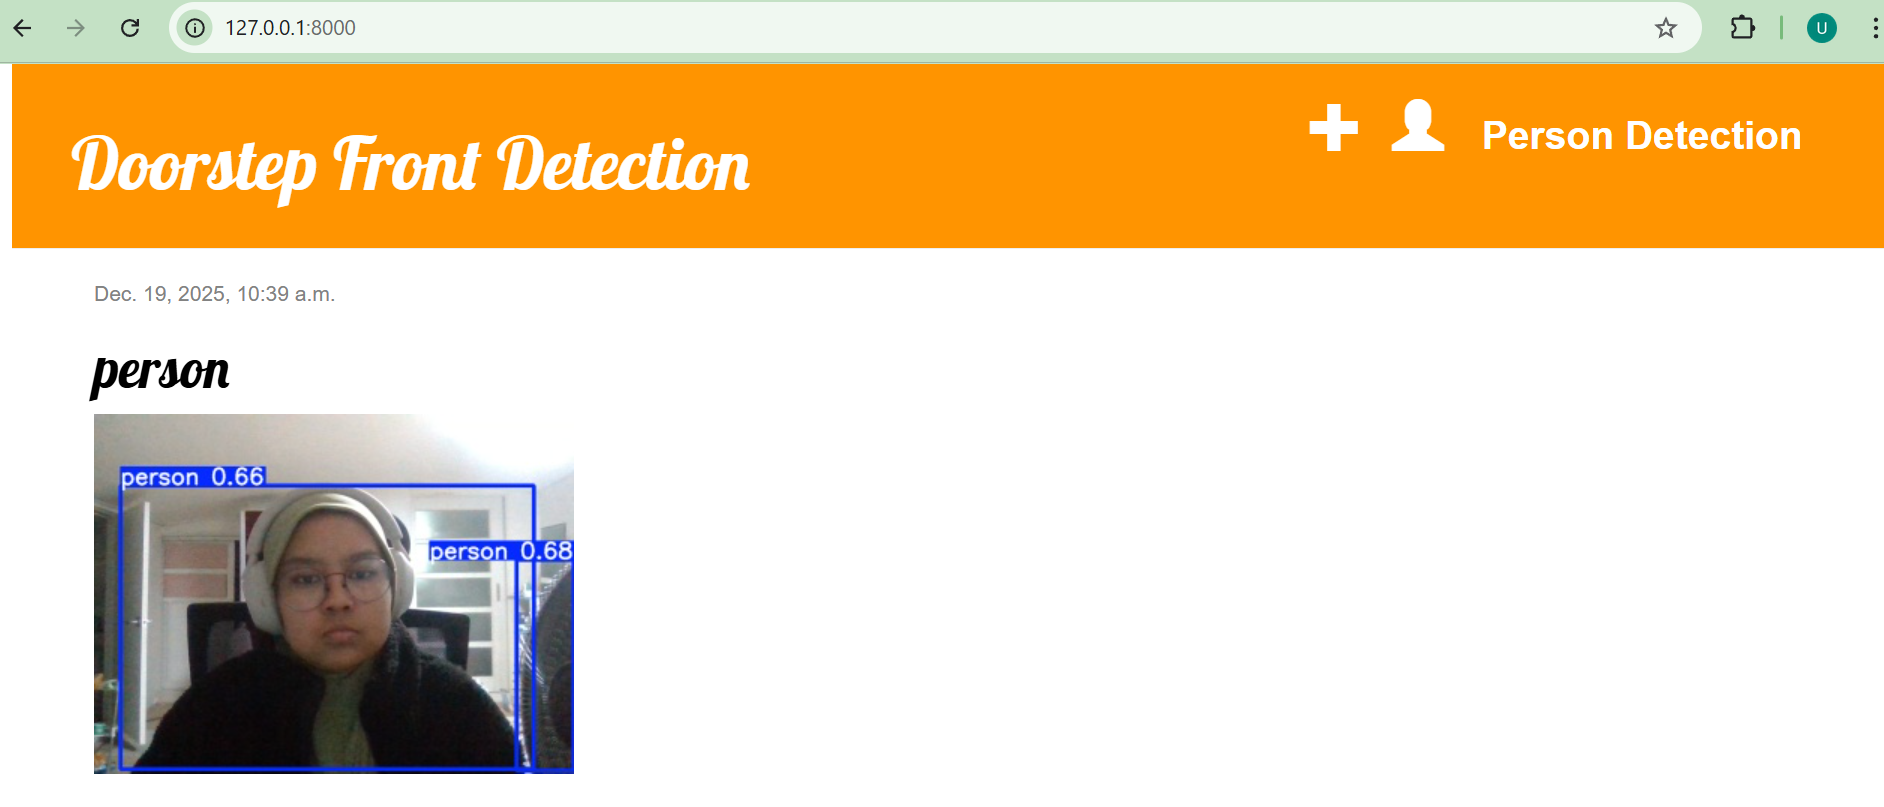 127.0.0.1:8000
U
Doorstep Front Detection
Person Detection
Dec. 19, 2025, 10:39 a.m.
person
person 0.66
person 0.68